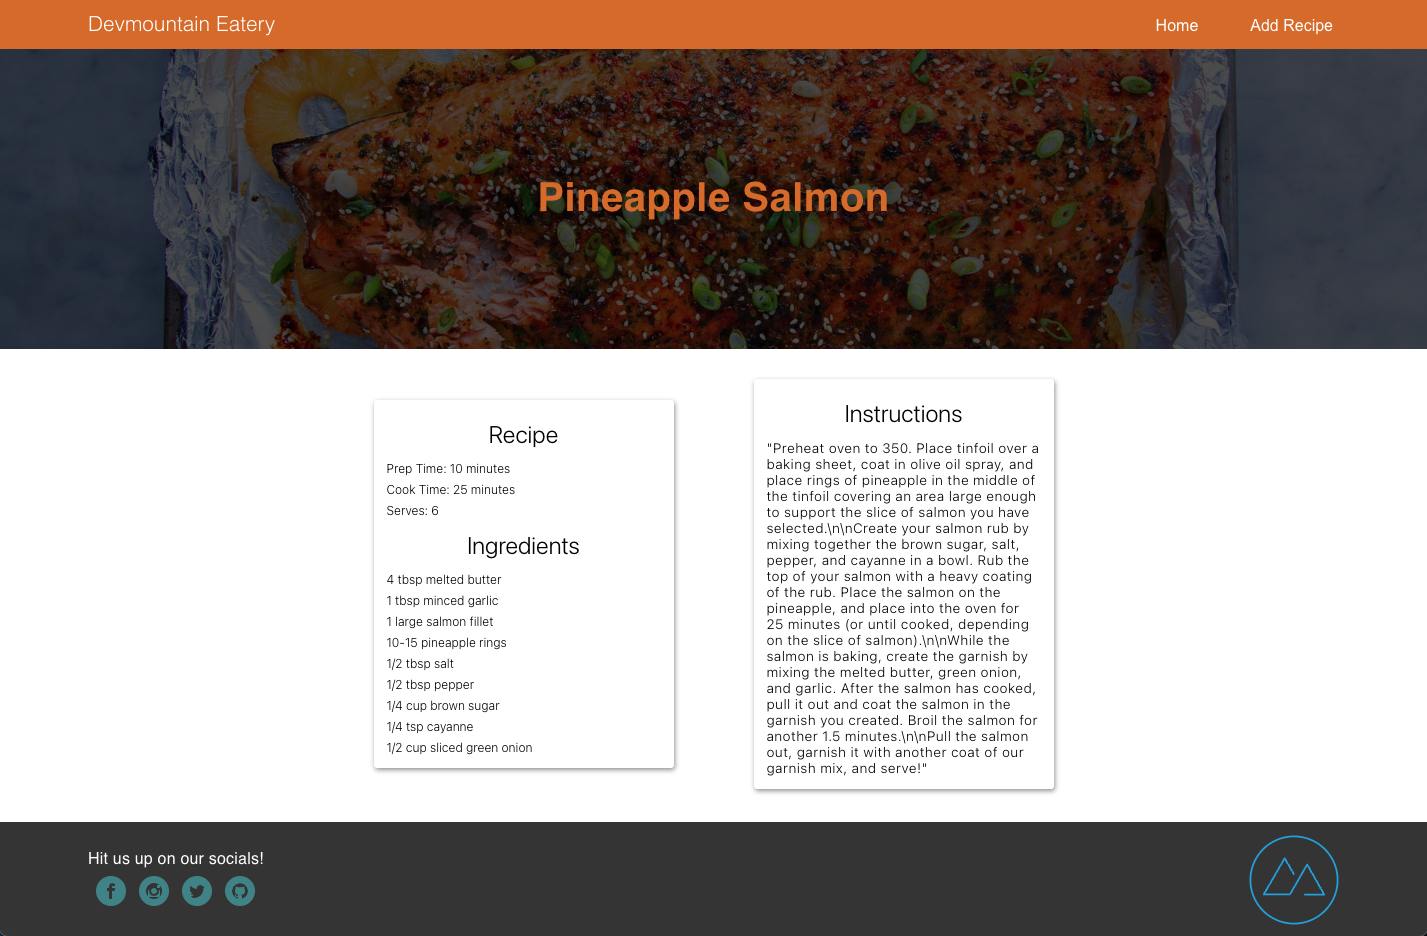 Devmountain Eatery
Home
Add Recipe
Pineapple Salmon
Recipe
Prep Time: 10 minutes
Cook Time: 25 minutes
Serves: 6
Ingredients
4 tbsp melted butter
1 tbsp minced garlic
1 large salmon fillet
10-15 pineapple rings
1/2 tbsp salt
1/2 tbsp pepper
1/4 cup brown sugar
1/4 tsp cayanne
1/2 cup sliced green onion
Instructions
"Preheat oven to 350. Place tinfoil over a
baking sheet, coat in olive oil spray, and
place rings of pineapple in the middle of
the tinfoil covering an area large enough
to support the slice of salmon you have
selected.\n\nCreate your salmon rub by
mixing together the brown sugar, salt,
pepper, and cayanne in a bowl. Rub the
top of your salmon with a heavy coating
of the rub. Place the salmon on the
pineapple, and place into the oven for
25 minutes (or until cooked, depending
on the slice of salmon).\n\nWhile the
salmon is baking, create the garnish by
mixing the melted butter, green onion,
and garlic. After the salmon has cooked,
pull it out and coat the salmon in the
garnish you created. Broil the salmon for
another 1.5 minutes.\n\nPull the salmon
out, garnish it with another coat of our
garnish mix, and serve!"
Hit us up on our socials!